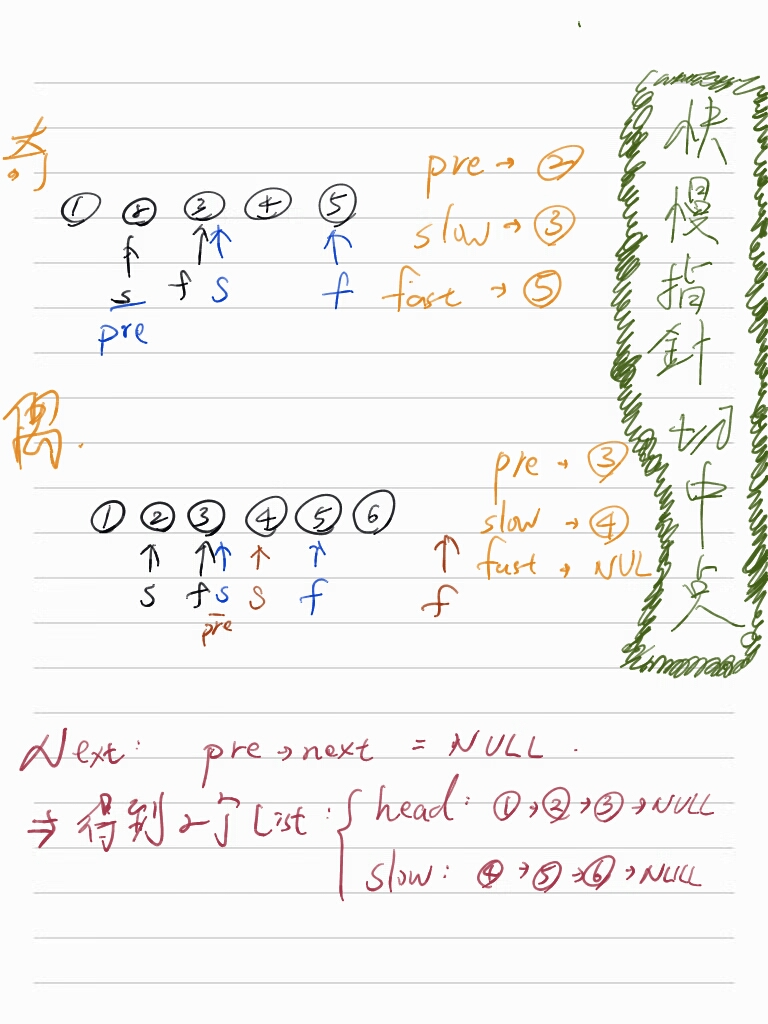 快慢指針切中点
奇
pre → ②
① ② ③ ④ ⑤
slow → ③
s f s f
fast → ⑤
pre
偶.
pre → ③
① ② ③ ④ ⑤ ⑥
slow → ④
fast → NUL
s f s s f f
pre
Next: pre→next = NULL.
⇒ 得到2个List: { head: ①→②→③→NULL
slow: ④→⑤→⑥→NULL